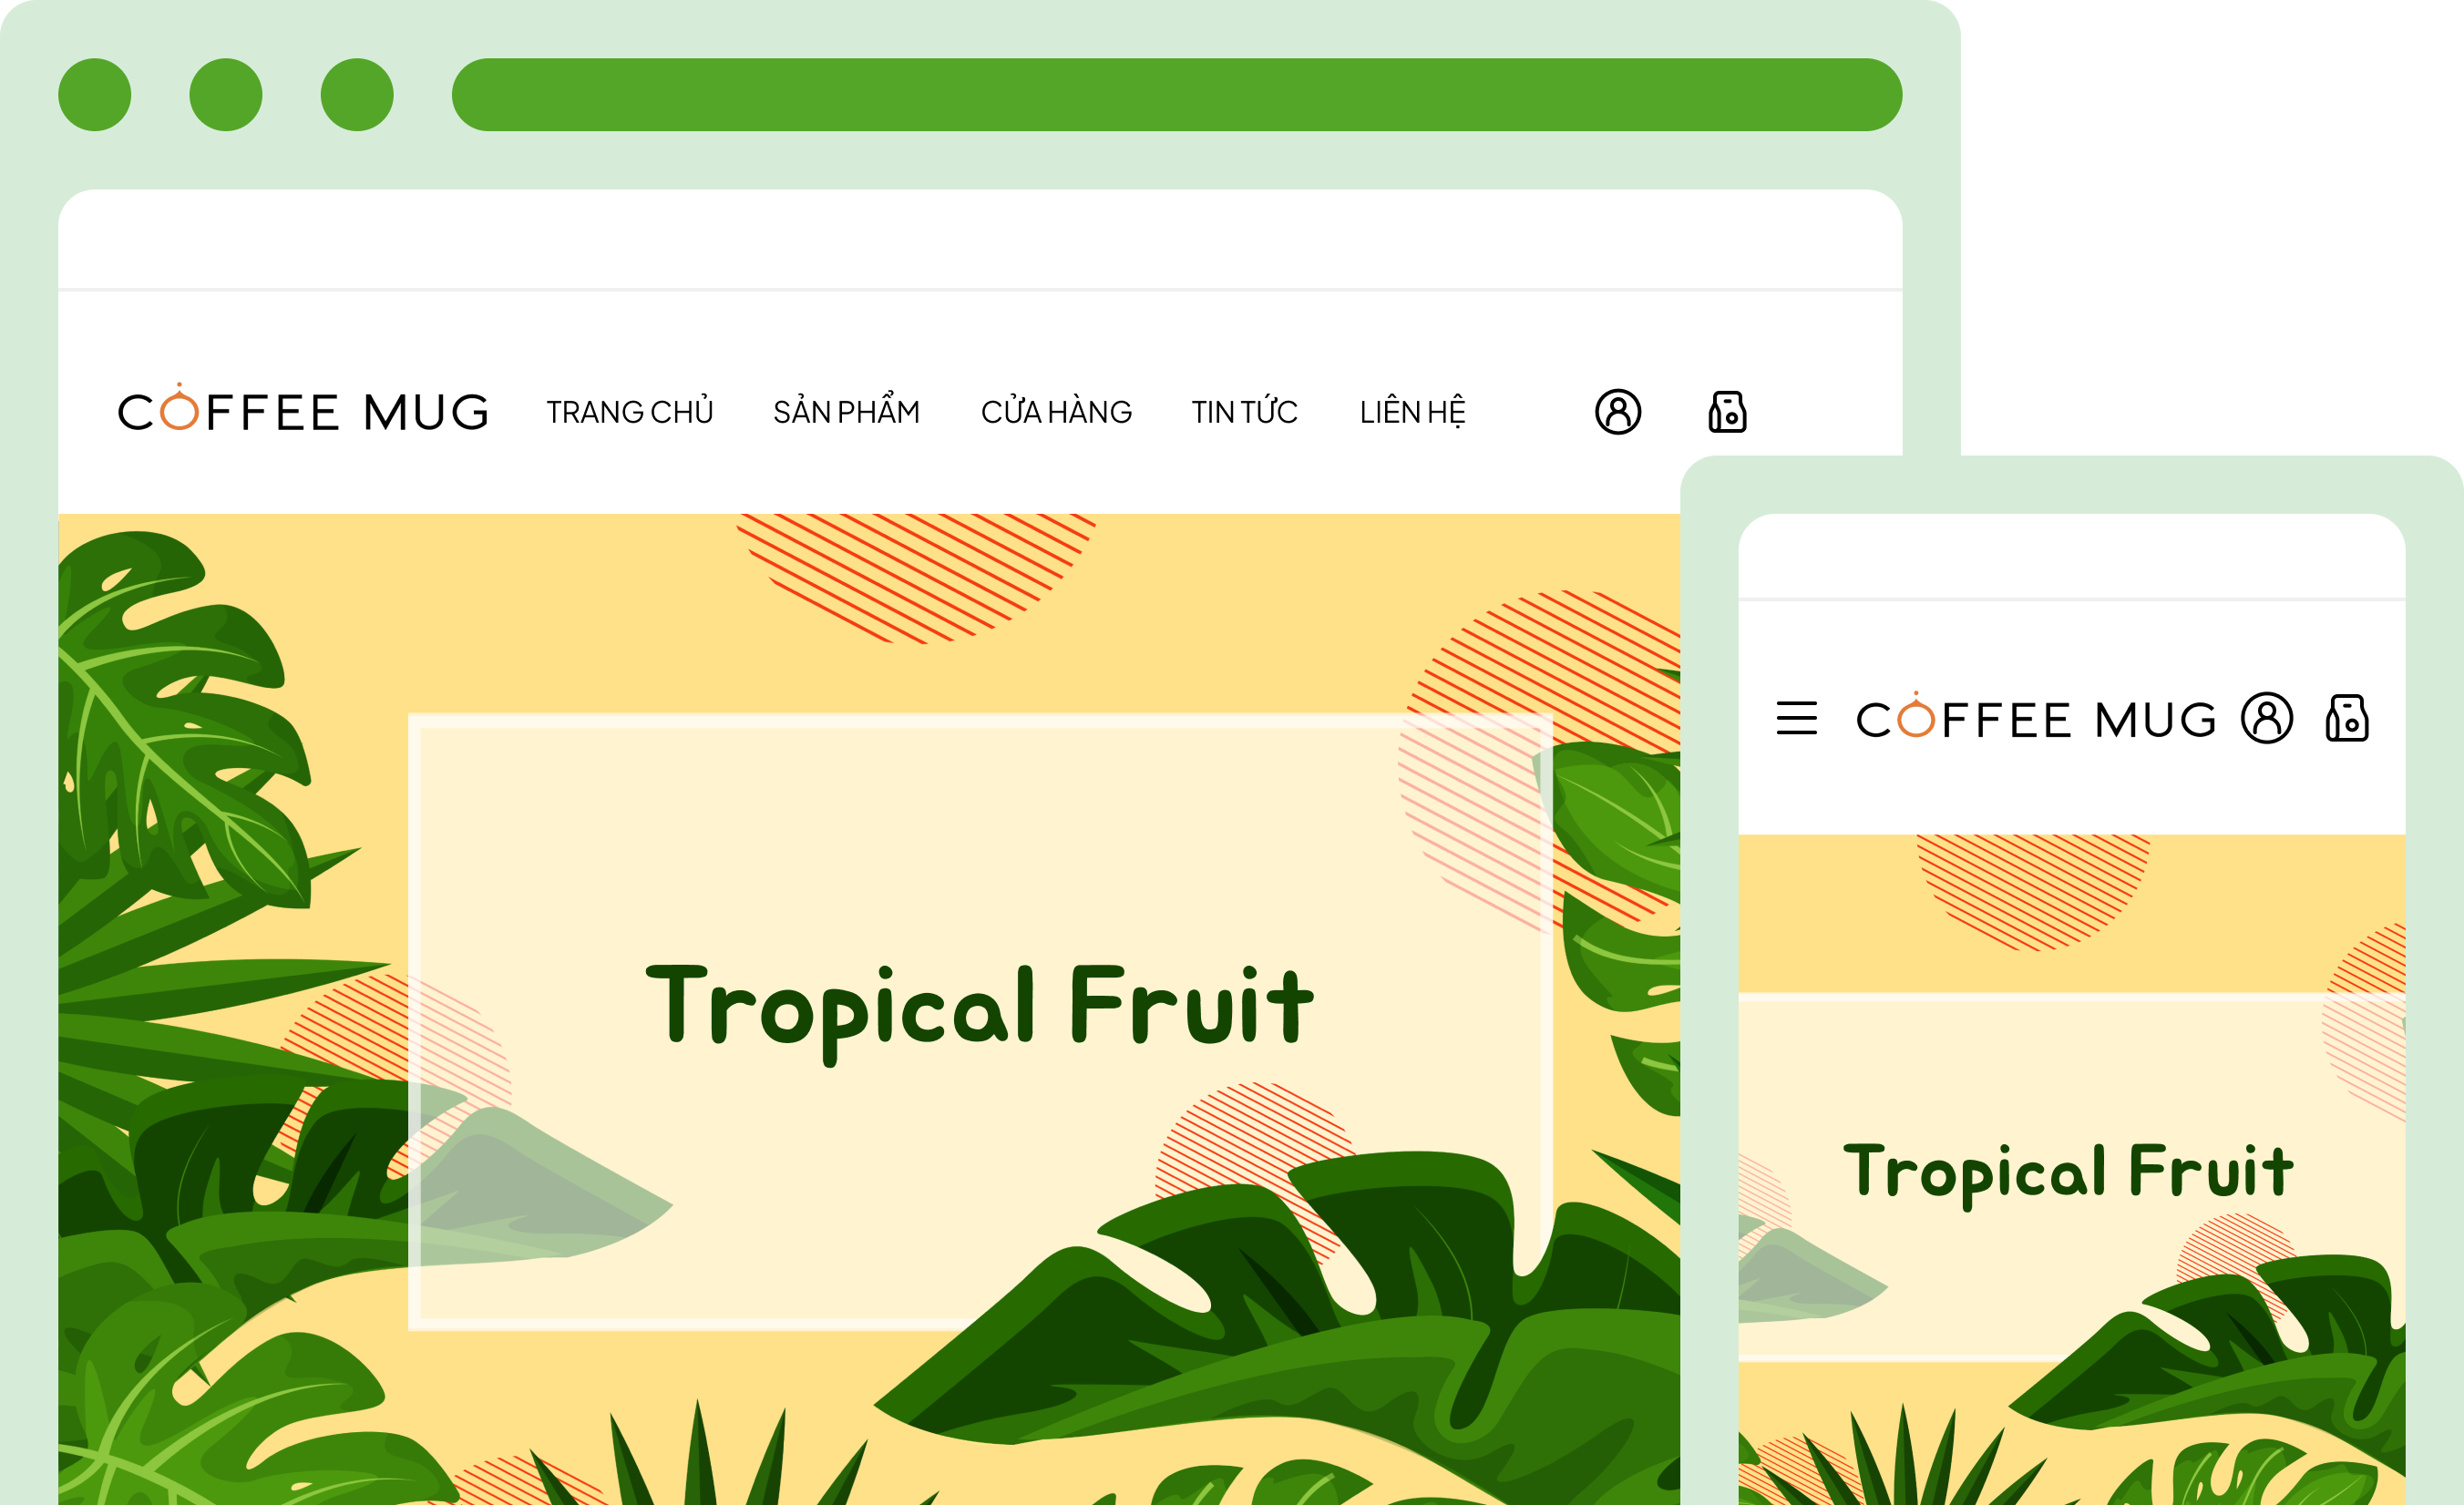 COFFEE MUG TRANG CHỦ SẢN PHẨM CỬA HÀNG TIN TỨC LIÊN HỆ
Tropical Fruit
COFFEE MUG
Tropical Fruit